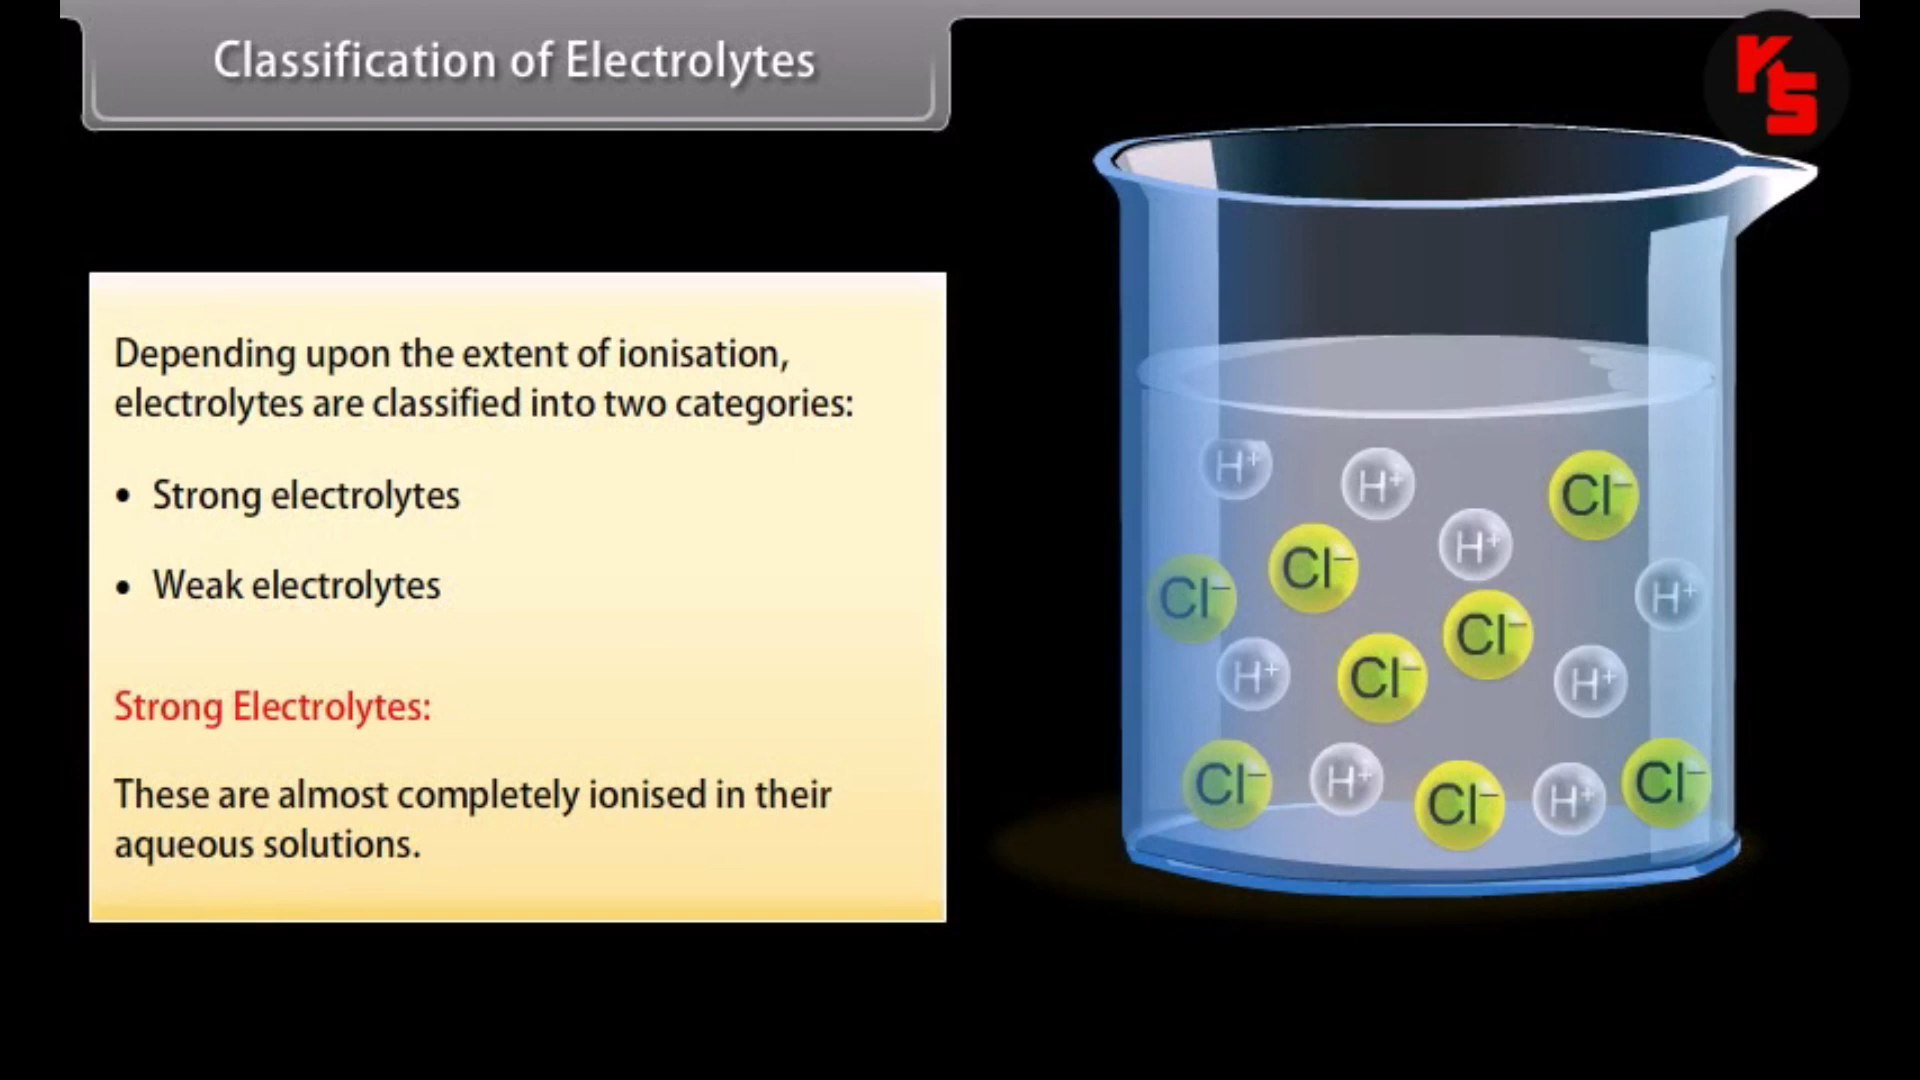 Classification of Electrolytes
KS
Depending upon the extent of ionisation,
electrolytes are classified into two categories:
• Strong electrolytes
• Weak electrolytes
Strong Electrolytes:
These are almost completely ionised in their
aqueous solutions.
H⁺ H⁺ Cl⁻
Cl⁻ H⁺
Cl⁻ Cl⁻ H⁺
H⁺ Cl⁻ H⁺
Cl⁻ H⁺ Cl⁻ H⁺ Cl⁻